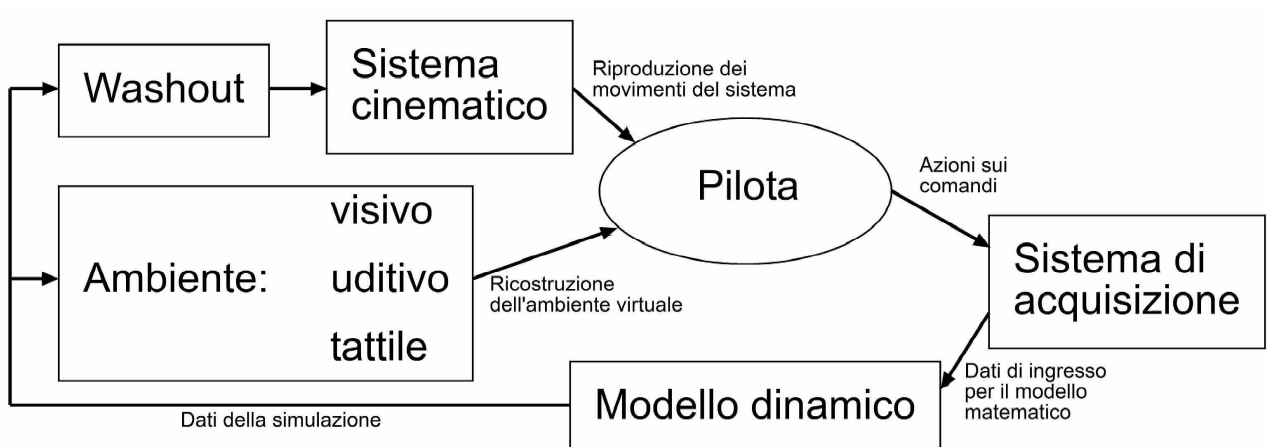 Washout
Sistema
cinematico
Riproduzione dei
movimenti del sistema
Pilota
Azioni sui
comandi
Ambiente:
visivo
uditivo
tattile
Ricostruzione
dell'ambiente virtuale
Sistema di
acquisizione
Dati di ingresso
per il modello
matematico
Modello dinamico
Dati della simulazione